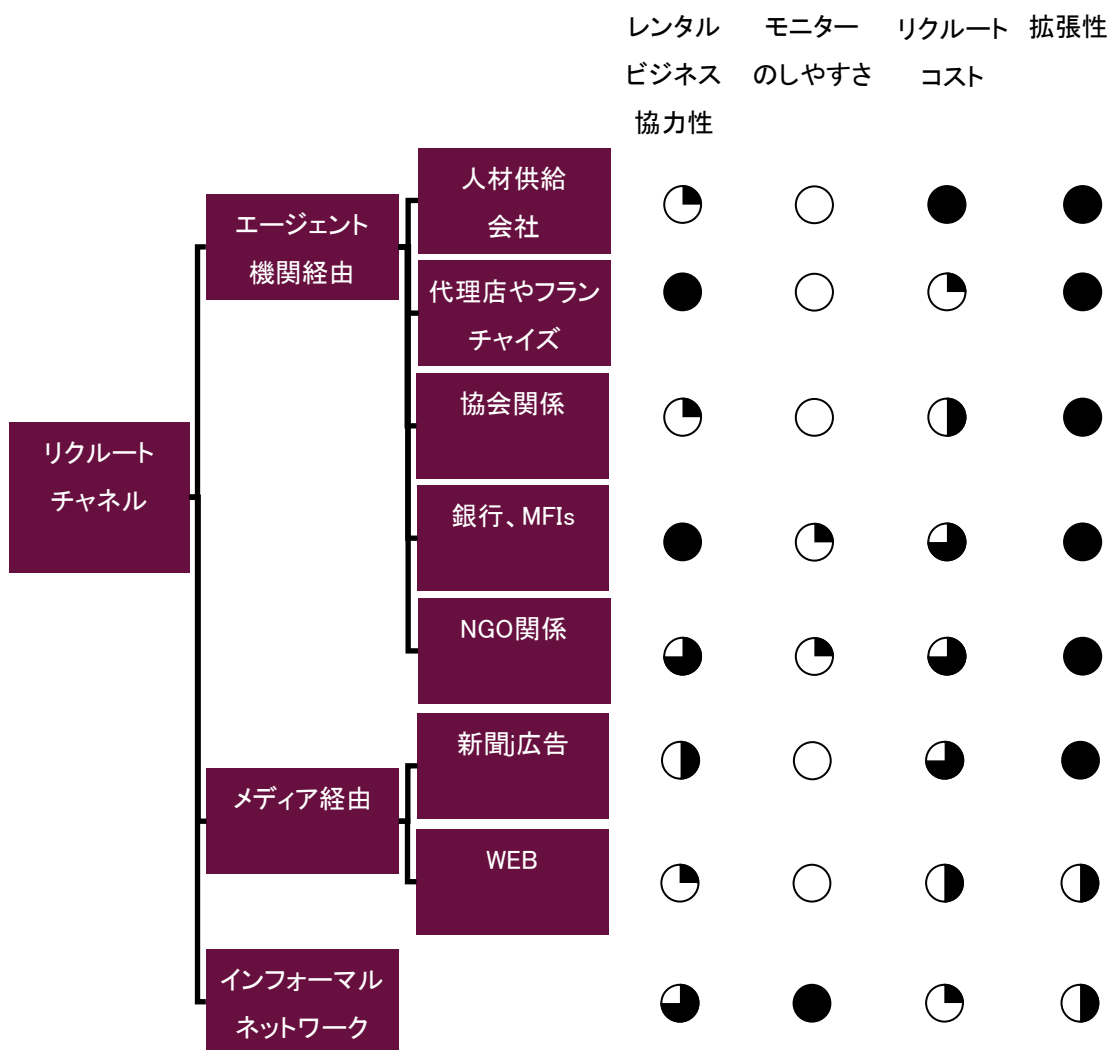 レンタル
ビジネス
協力性
モニター
のしやすさ
リクルート
コスト
拡張性
人材供給
会社
エージェント
機関経由
代理店やフラン
チャイズ
協会関係
リクルート
チャネル
銀行、MFIs
NGO関係
新聞j広告
メディア経由
WEB
インフォーマル
ネットワーク